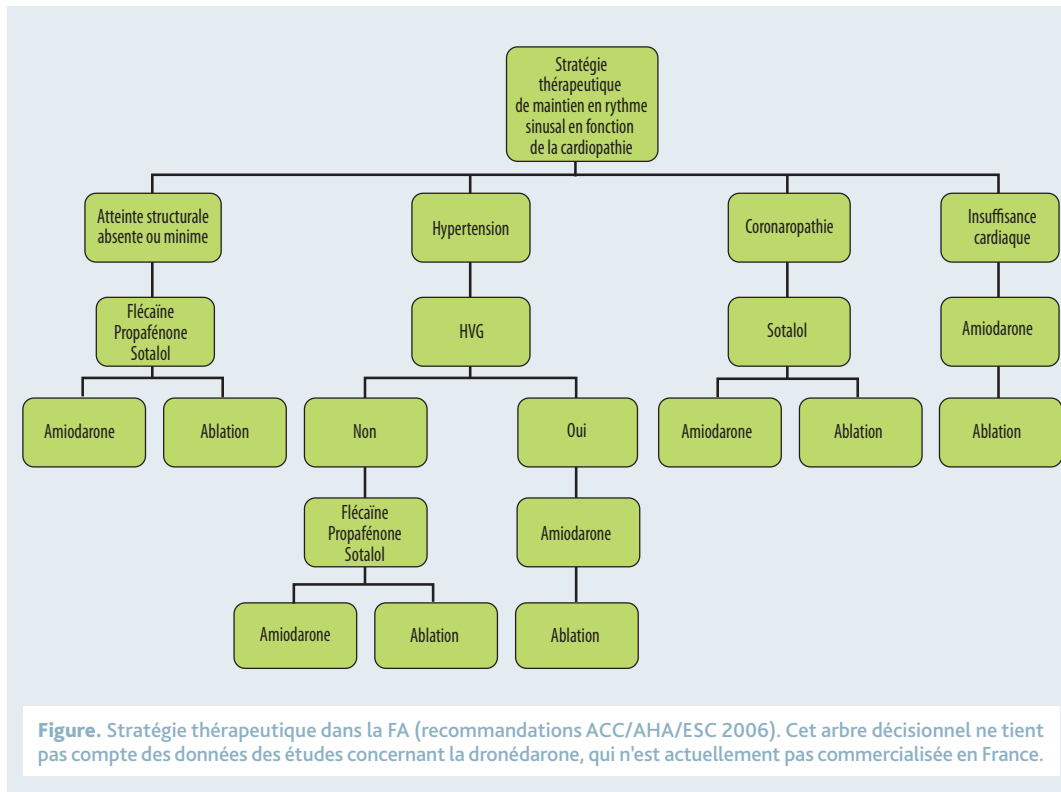 Stratégie
thérapeutique
de maintien en rythme
sinusal en fonction
de la cardiopathie
Atteinte structurale
absente ou minime
Hypertension
Coronaropathie
Insuffisance
cardiaque
Flécaïne
Propafénone
Sotalol
HVG
Sotalol
Amiodarone
Amiodarone
Ablation
Non
Oui
Amiodarone
Ablation
Ablation
Flécaïne
Propafénone
Sotalol
Amiodarone
Amiodarone
Ablation
Ablation
Figure. Stratégie thérapeutique dans la FA (recommandations ACC/AHA/ESC 2006). Cet arbre décisionnel ne tient
pas compte des données des études concernant la dronédarone, qui n'est actuellement pas commercialisée en France.